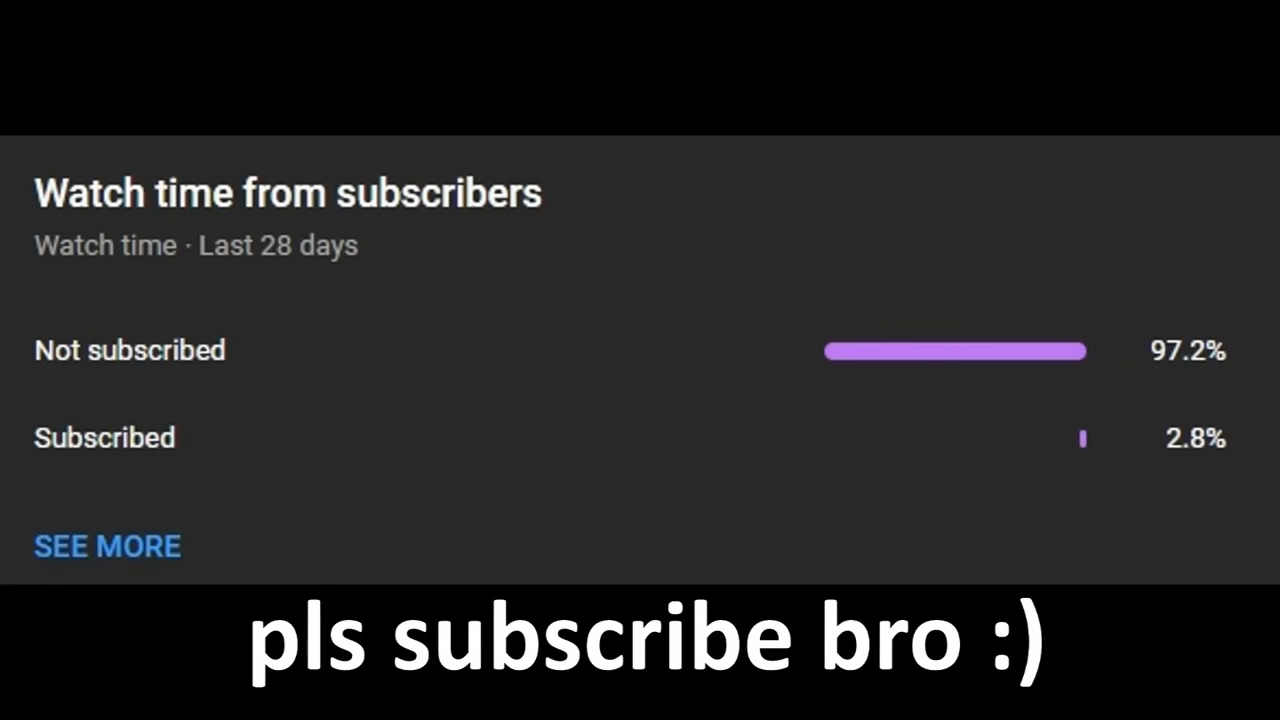 Watch time from subscribers
Watch time · Last 28 days
Not subscribed 97.2%
Subscribed 2.8%
SEE MORE
pls subscribe bro :)